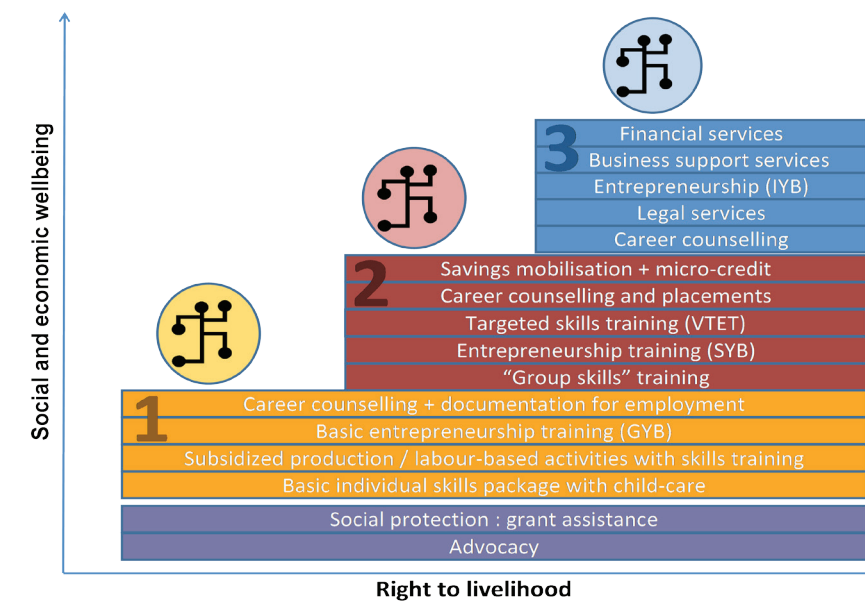 Social and economic wellbeing
3
Financial services
Business support services
Entrepreneurship (IYB)
Legal services
Career counselling
2
Savings mobilisation + micro-credit
Career counselling and placements
Targeted skills training (VTET)
Entrepreneurship training (SYB)
“Group skills” training
1
Career counselling + documentation for employment
Basic entrepreneurship training (GYB)
Subsidized production / labour-based activities with skills training
Basic individual skills package with child-care
Social protection : grant assistance
Advocacy
Right to livelihood